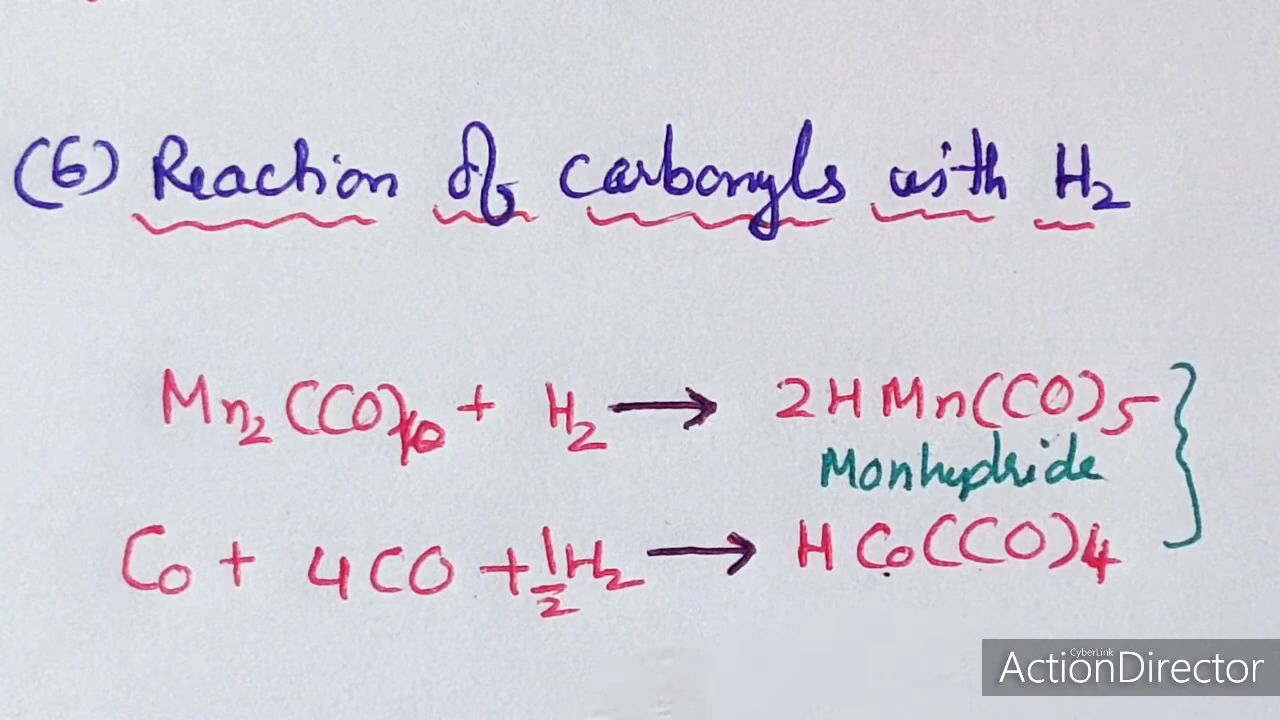 (6) Reaction of carbonyls with H₂
Mn₂(CO)₁₀ + H₂ → 2HMn(CO)₅
Monhydride
Co + 4CO + ½H₂ → HCo(CO)₄
CyberLink
ActionDirector